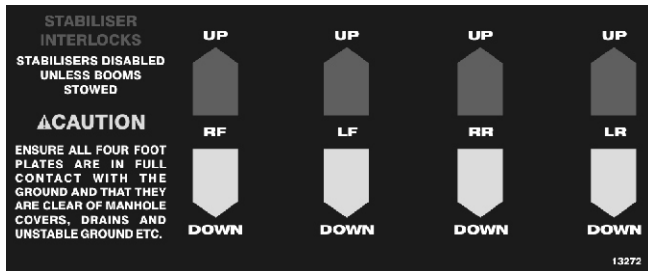 STABILISER
INTERLOCKS
STABILISERS DISABLED
UNLESS BOOMS
STOWED
⚠CAUTION
ENSURE ALL FOUR FOOT
PLATES ARE IN FULL
CONTACT WITH THE
GROUND AND THAT THEY
ARE CLEAR OF MANHOLE
COVERS, DRAINS AND
UNSTABLE GROUND ETC.
UP UP UP UP
RF LF RR LR
DOWN DOWN DOWN DOWN
13272